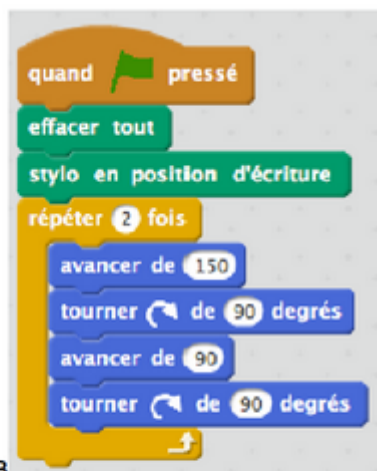 quand pressé
effacer tout
stylo en position d'écriture
répéter 2 fois
avancer de 150
tourner de 90 degrés
avancer de 90
tourner de 90 degrés